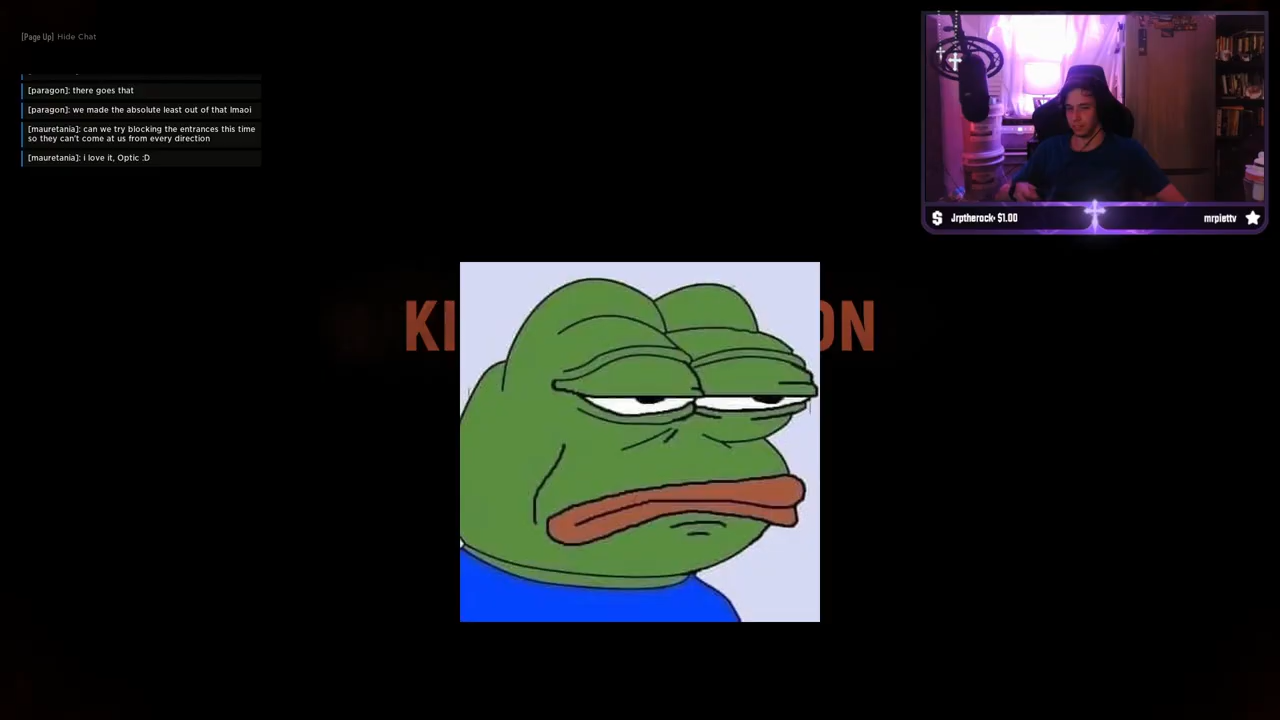 [Page Up] Hide Chat
[paragon]: there goes that
[paragon]: we made the absolute least out of that lmaoi
[mauretania]: can we try blocking the entrances this time
so they can't come at us from every direction
[mauretania]: i love it, Optic :D
Jrptherock: $1.00
mrpiettv
KI
ON